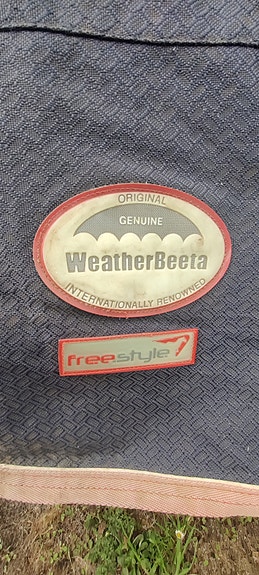 ORIGINAL
GENUINE
WeatherBeeta
INTERNATIONALLY RENOWNED
freestyle